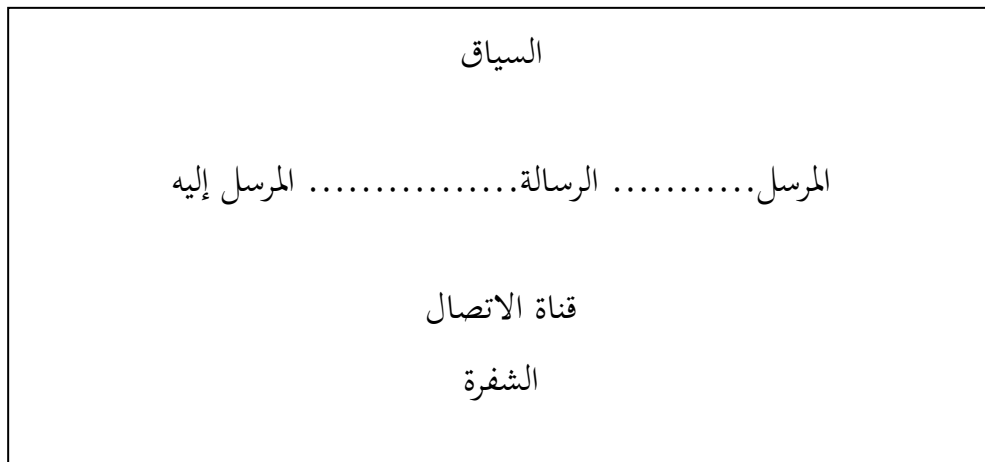 السياق
المرسل........... الرسالة................ المرسل إليه
قناة الاتصال
الشفرة